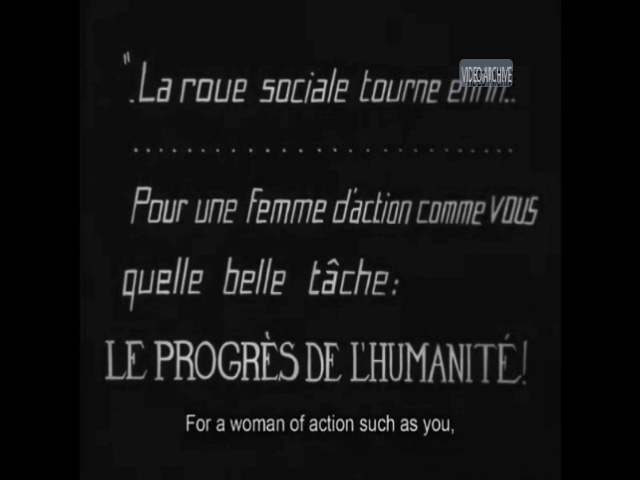 ".La roue sociale tourne enfin..
VIDEO ARCHIVE
........................................
Pour une femme d'action comme vous
quelle belle tâche:
LE PROGRÈS DE L'HUMANITÉ!
For a woman of action such as you,